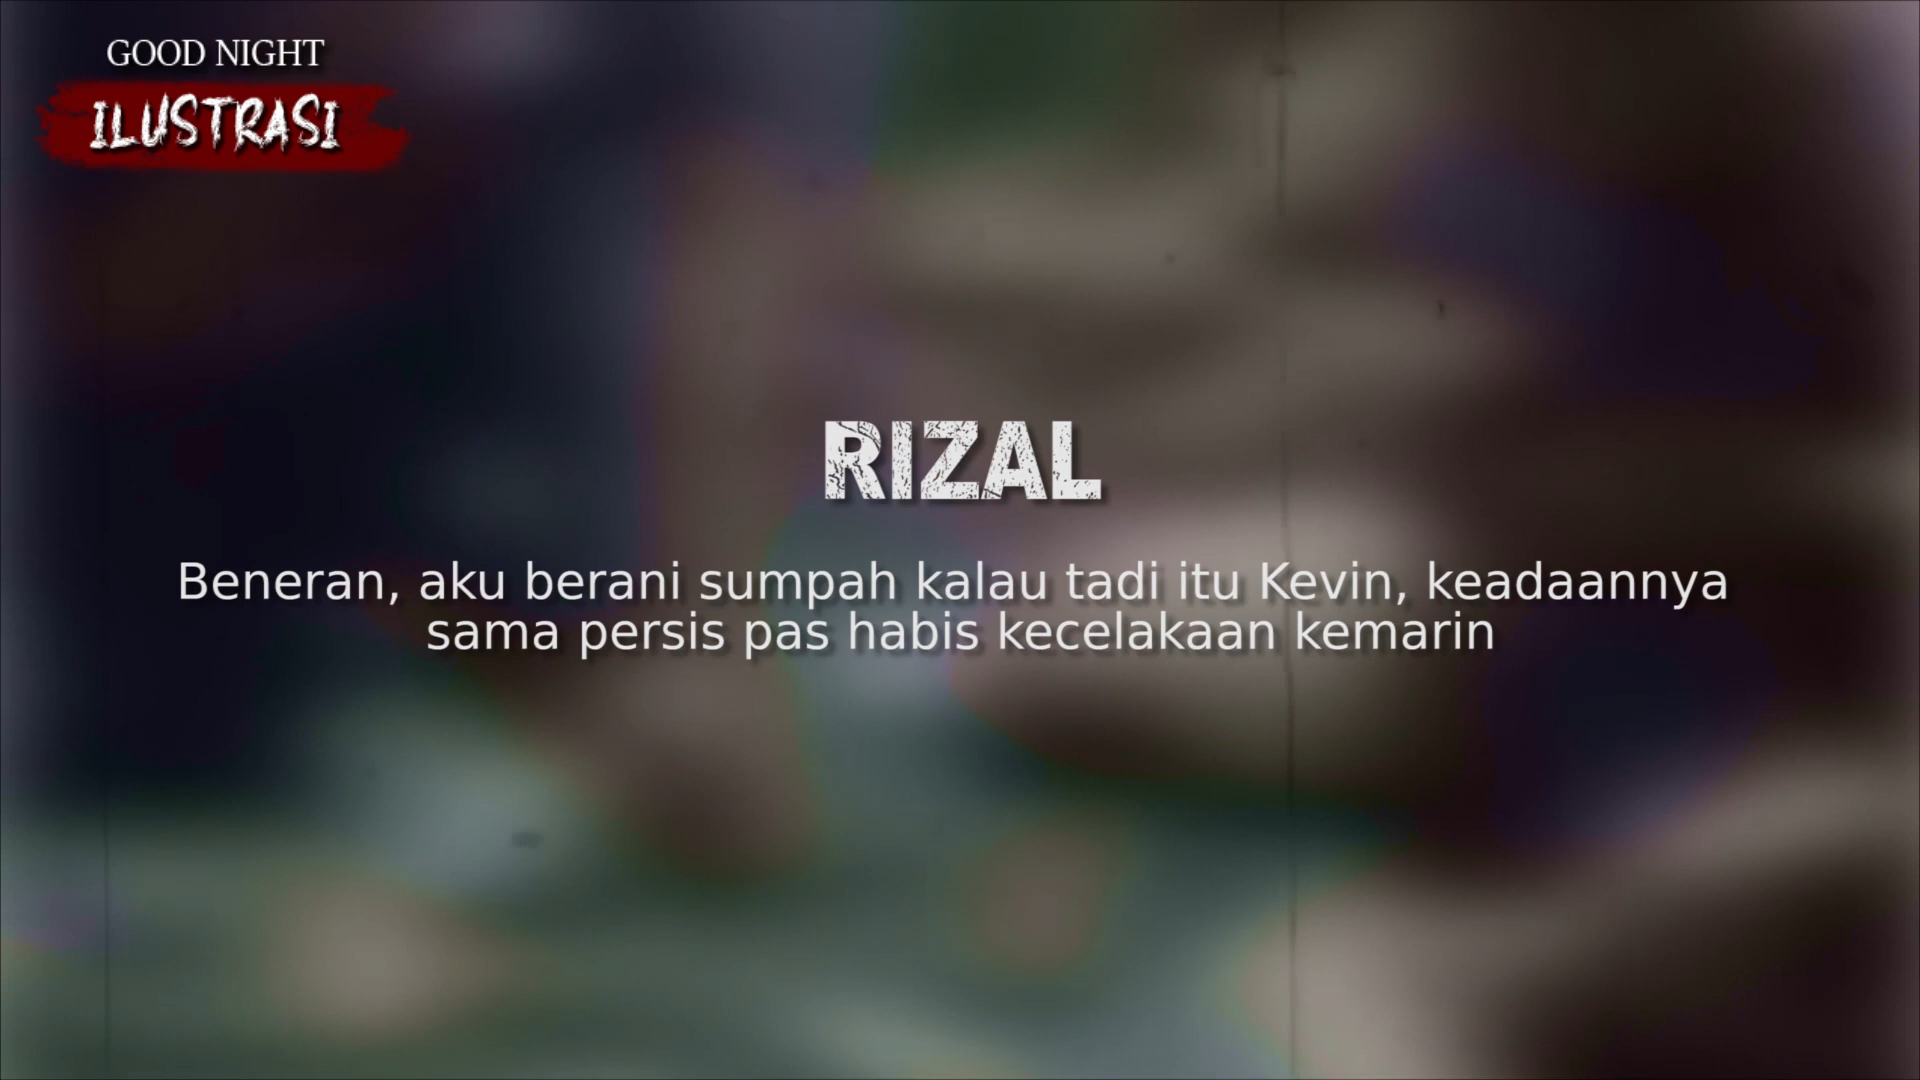 GOOD NIGHT
ILUSTRASI
RIZAL
Beneran, aku berani sumpah kalau tadi itu Kevin, keadaannya
sama persis pas habis kecelakaan kemarin